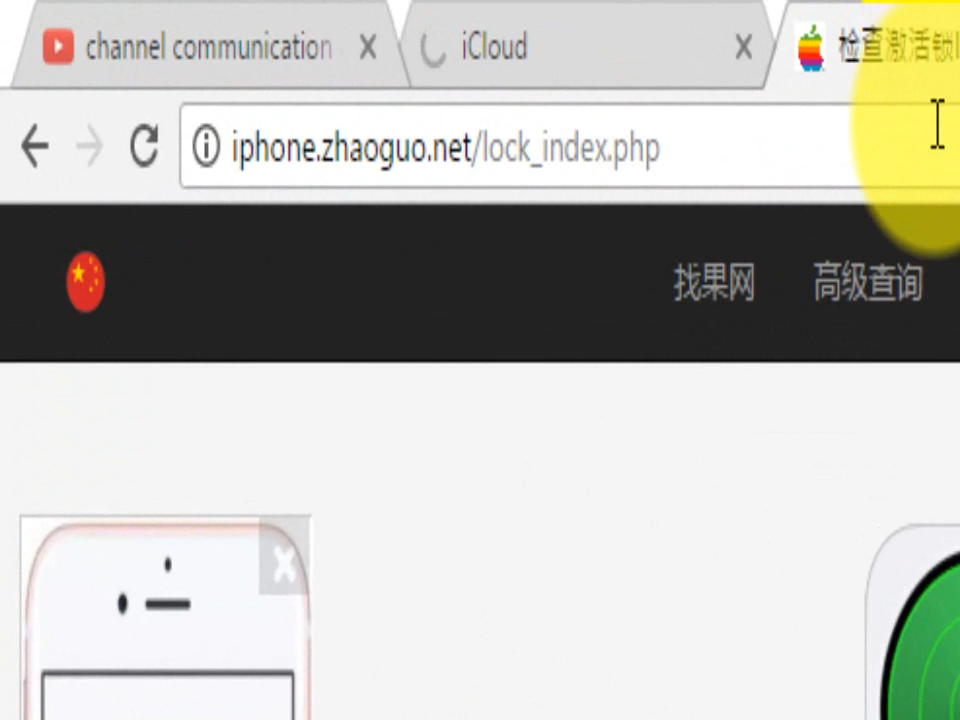 channel communication
iCloud
检查激活锁
iphone.zhaoguo.net/lock_index.php
找果网
高级查询